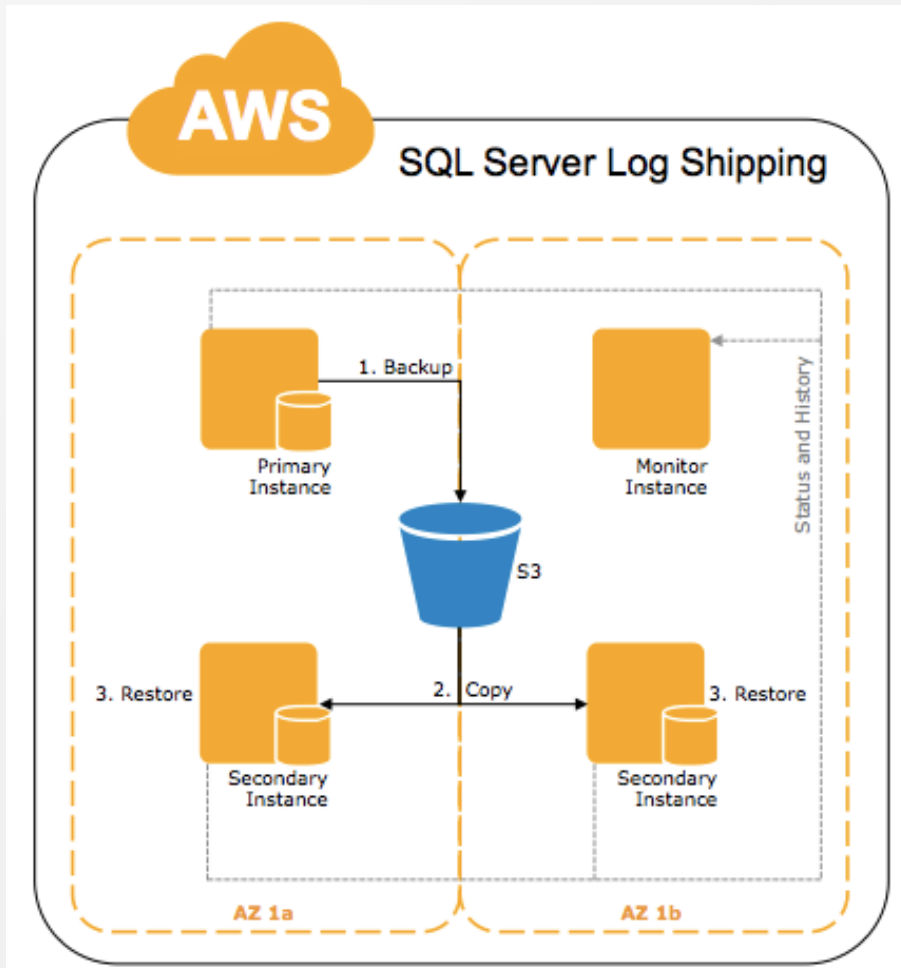 AWS
SQL Server Log Shipping
1. Backup
Primary
Instance
Monitor
Instance
Status and History
S3
3. Restore
2. Copy
3. Restore
Secondary
Instance
Secondary
Instance
AZ 1a
AZ 1b